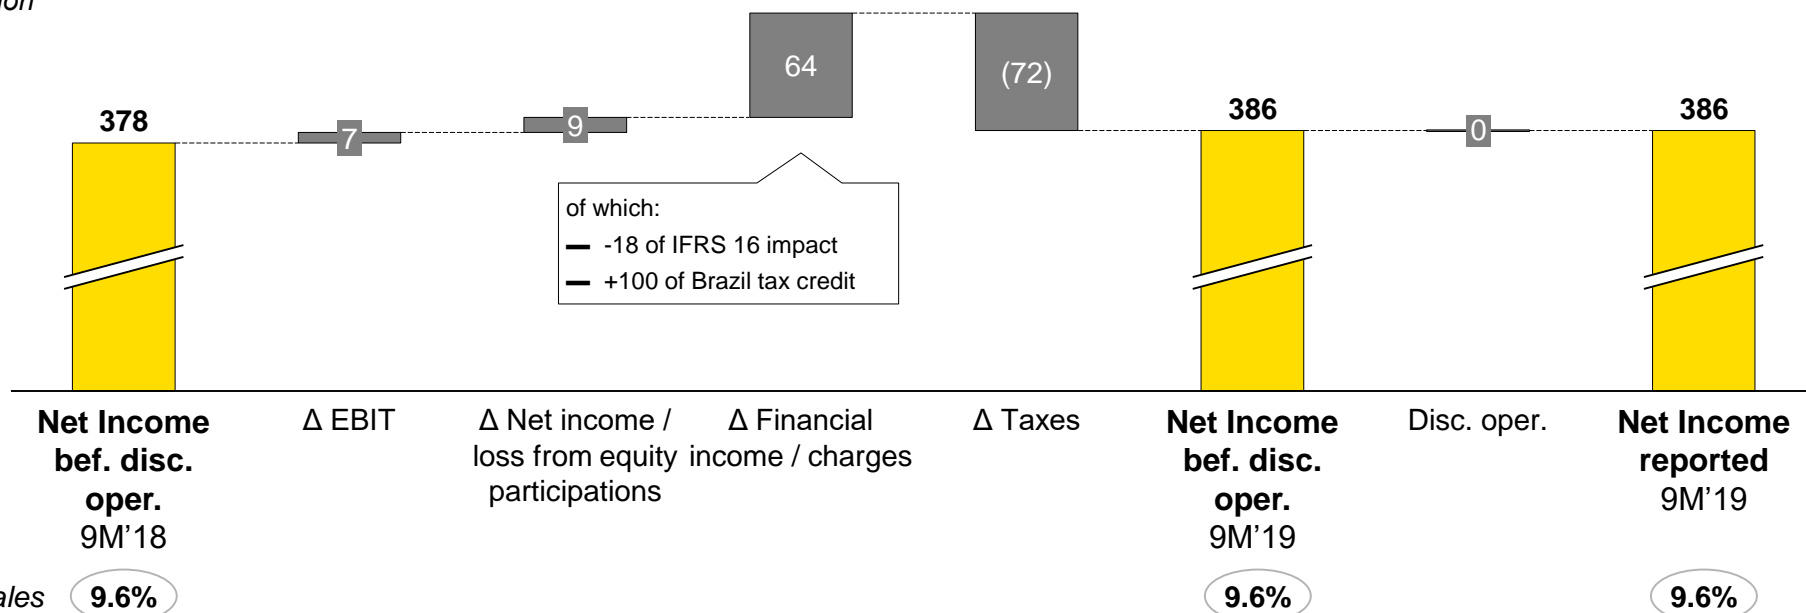 64
(72)
378
7
9
386
0
386
of which:
-18 of IFRS 16 impact
+100 of Brazil tax credit
Net Income
bef. disc.
oper.
9M'18
Δ EBIT
Δ Net income /
loss from equity
participations
Δ Financial
income / charges
Δ Taxes
Net Income
bef. disc.
oper.
9M'19
Disc. oper.
Net Income
reported
9M'19
9.6%
9.6%
9.6%